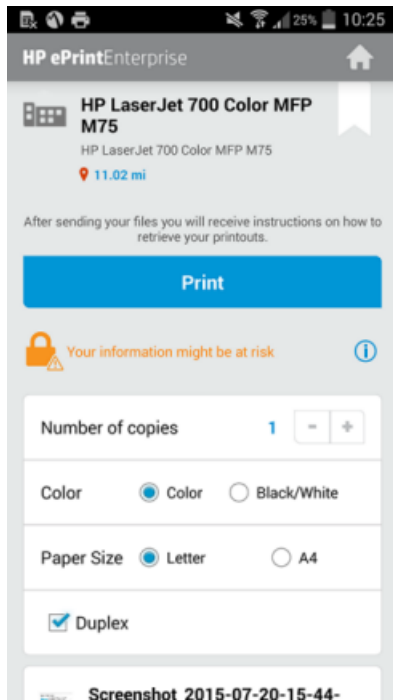 25% 10:25
HP ePrintEnterprise
HP LaserJet 700 Color MFP
M75
HP LaserJet 700 Color MFP M75
11.02 mi
After sending your files you will receive instructions on how to
retrieve your printouts.
Print
Your information might be at risk
Number of copies 1 - +
Color Color Black/White
Paper Size Letter A4
Duplex
Screenshot_2015-07-20-15-44-